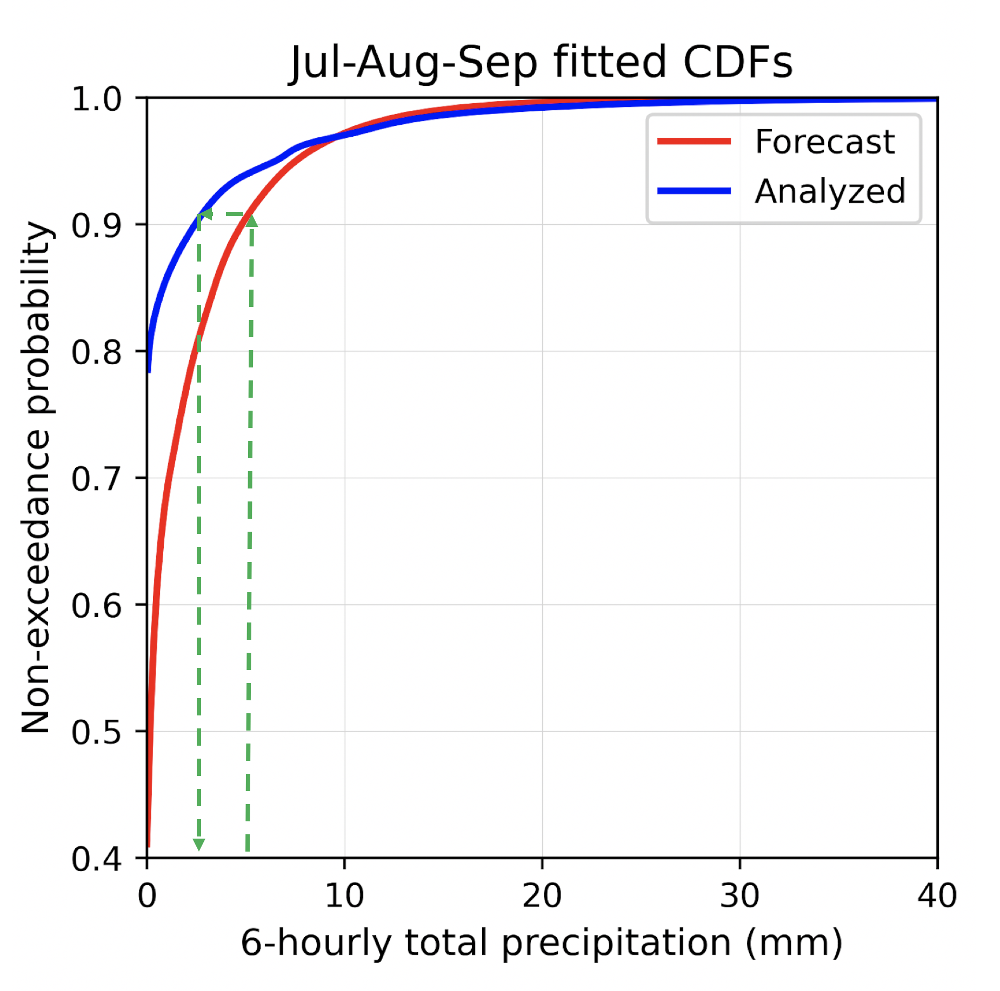 Jul-Aug-Sep fitted CDFs
1.0
0.9
0.8
0.7
0.6
0.5
0.4
Non-exceedance probability
Forecast
Analyzed
0 10 20 30 40
6-hourly total precipitation (mm)